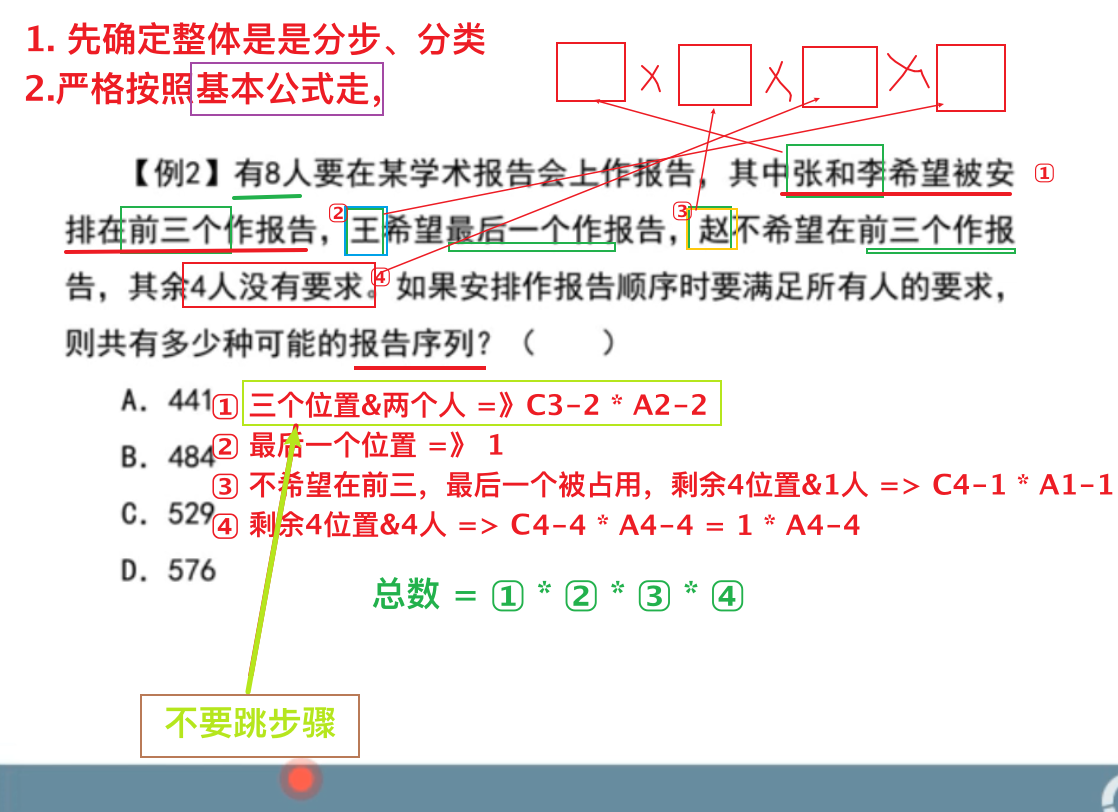 1. 先确定整体是是分步、分类
2.严格按照基本公式走,
【例2】有8人要在某学术报告会上作报告，其中张和李希望被安 ①
排在前三个作报告，②王希望最后一个作报告，③赵不希望在前三个作报
告，其余4人没有要求。④如果安排作报告顺序时要满足所有人的要求，
则共有多少种可能的报告序列？（　　）
A. 441
① 三个位置&两个人 =》C3-2 * A2-2
② 最后一个位置 =》 1
B. 484
③ 不希望在前三，最后一个被占用，剩余4位置&1人 => C4-1 * A1-1
C. 529
④ 剩余4位置&4人 => C4-4 * A4-4 = 1 * A4-4
D. 576
总数 = ① * ② * ③ * ④
不要跳步骤